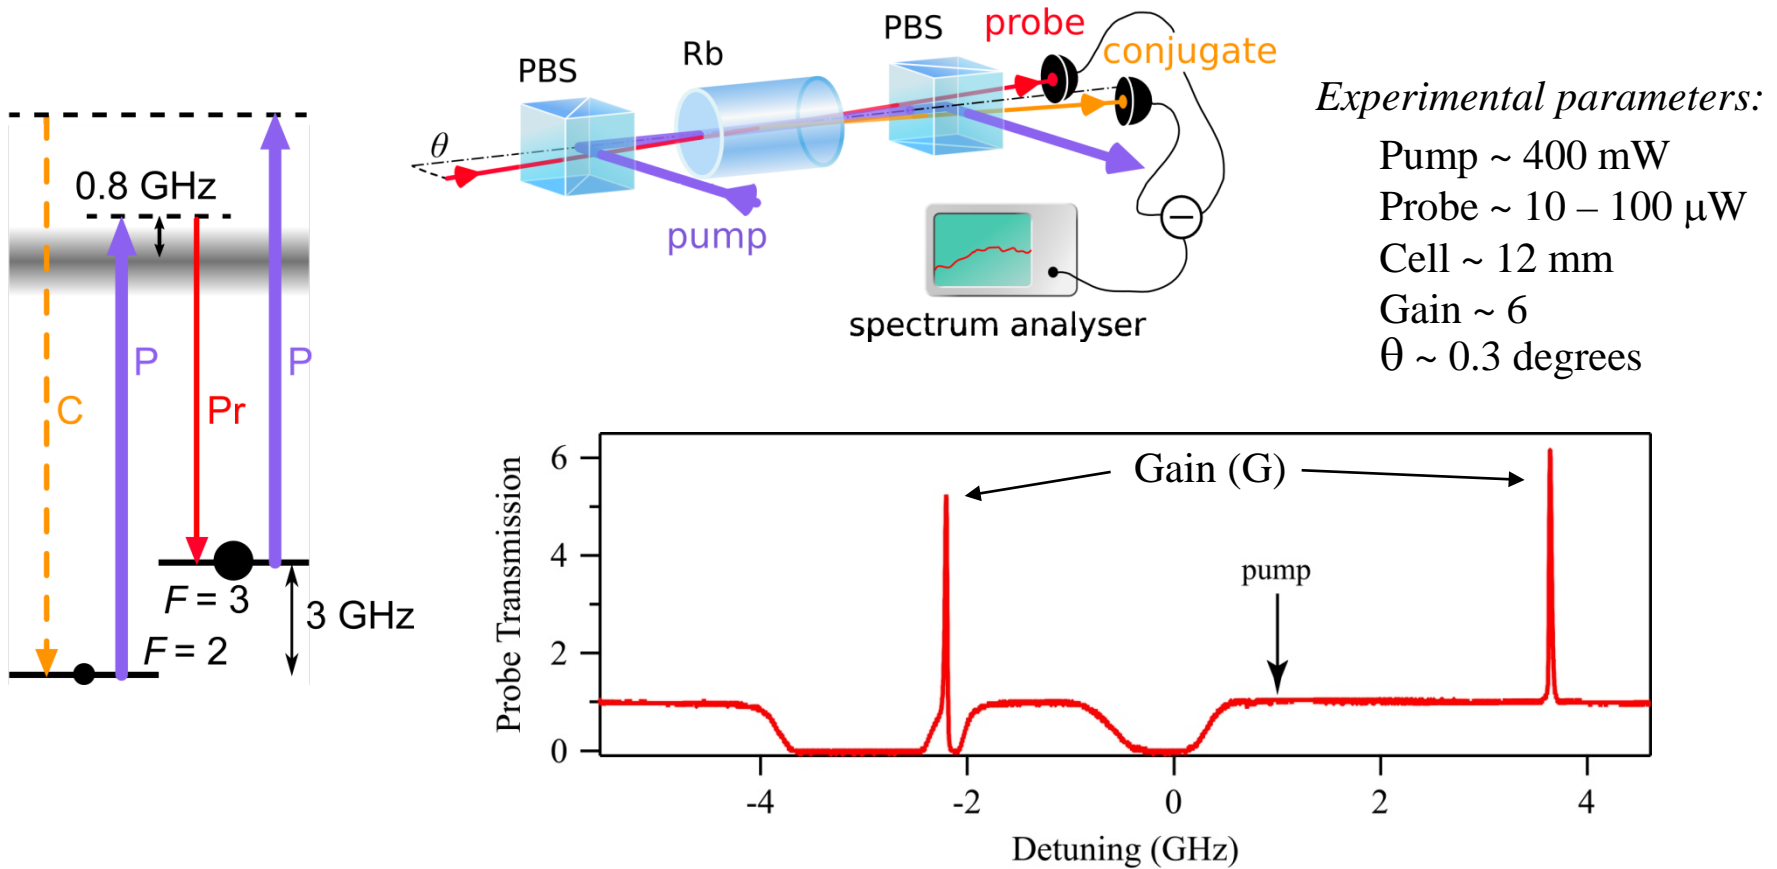 0.8 GHz
C
P
Pr
P
F = 3
F = 2
3 GHz
PBS
Rb
PBS
probe
conjugate
θ
pump
−
spectrum analyser
Experimental parameters:
Pump ~ 400 mW
Probe ~ 10 – 100 μW
Cell ~ 12 mm
Gain ~ 6
θ ~ 0.3 degrees
Probe Transmission
6
4
2
0
Gain (G)
pump
-4
-2
0
2
4
Detuning (GHz)